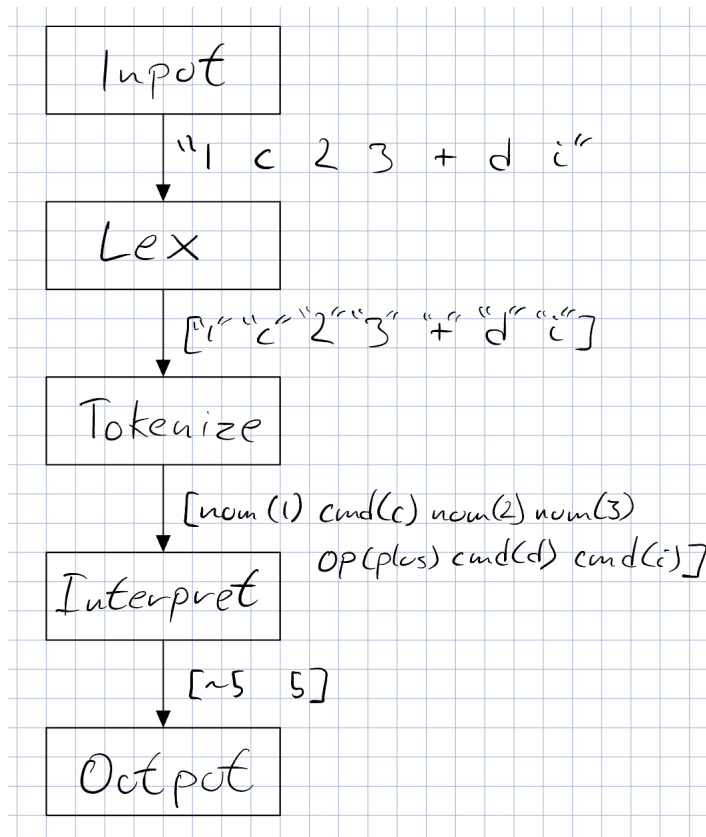 Input
"1 c 2 3 + d i"
Lex
["1" "c" "2" "3" "+" "d" "i"]
Tokenize
[num(1) cmd(c) num(2) num(3)
op(plus) cmd(d) cmd(i)]
Interpret
[~5 5]
Output